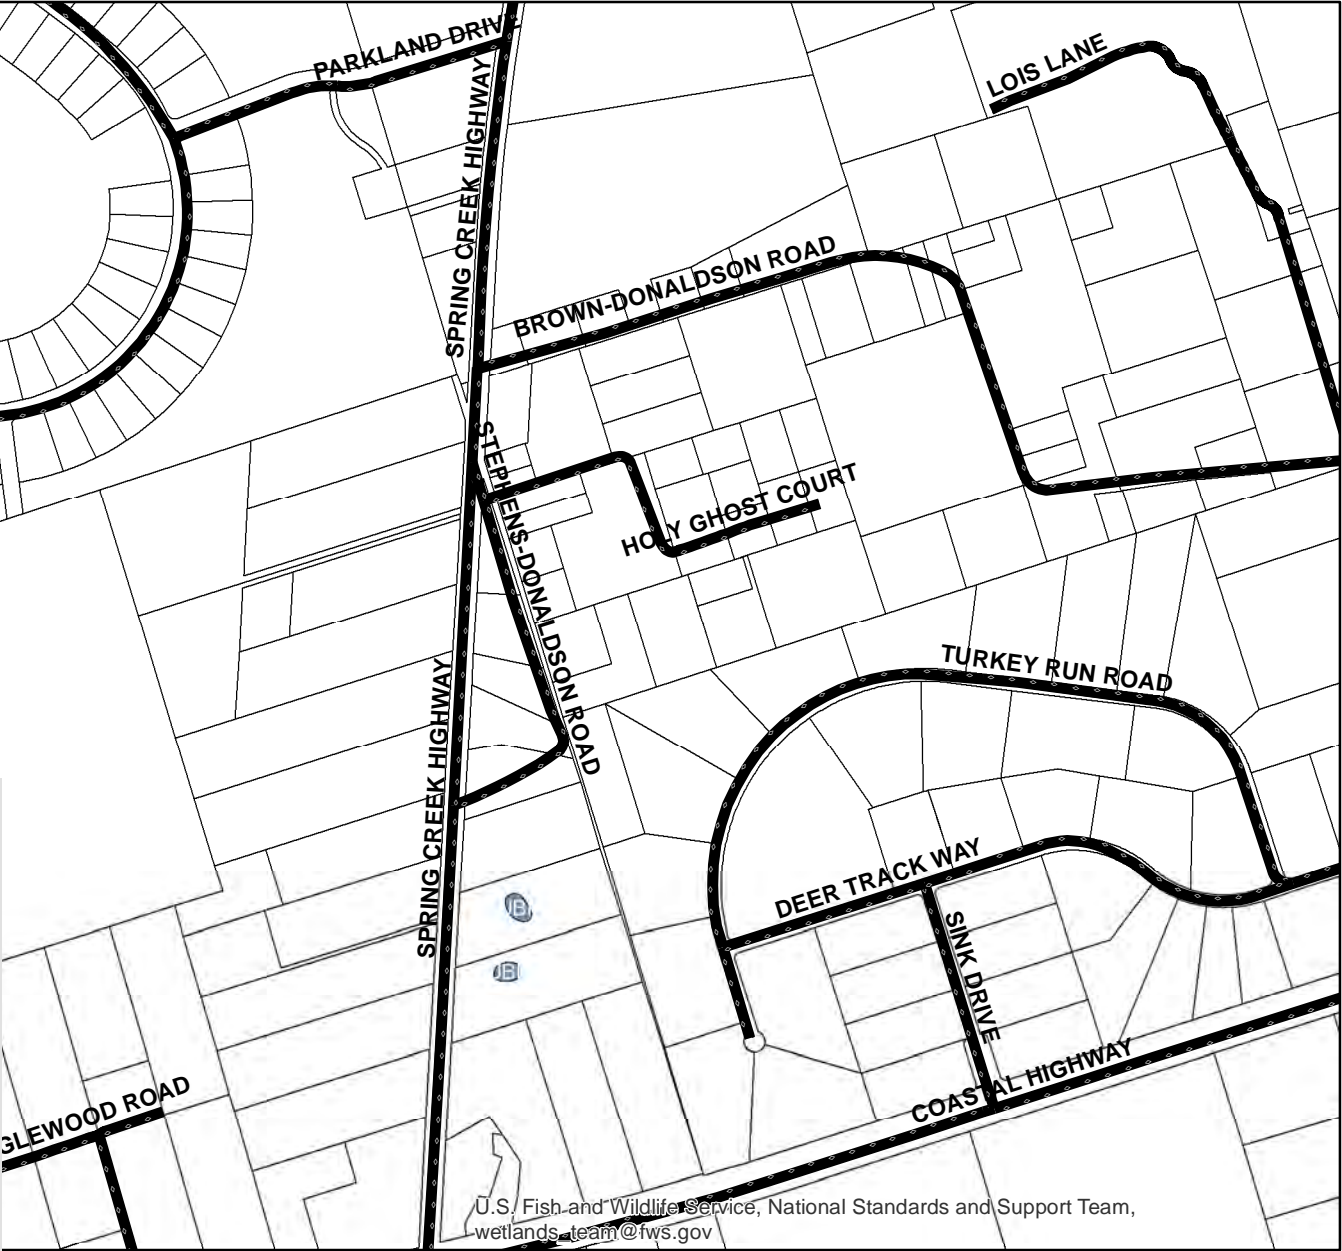 PARKLAND DRIVE
LOIS LANE
SPRING CREEK HIGHWAY
BROWN-DONALDSON ROAD
STEPHENS-DONALDSON ROAD
HOLY GHOST COURT
TURKEY RUN ROAD
SPRING CREEK HIGHWAY
DEER TRACK WAY
SINK DRIVE
COASTAL HIGHWAY
GLEWOOD ROAD
U.S. Fish and Wildlife Service, National Standards and Support Team,
wetlands_team@fws.gov